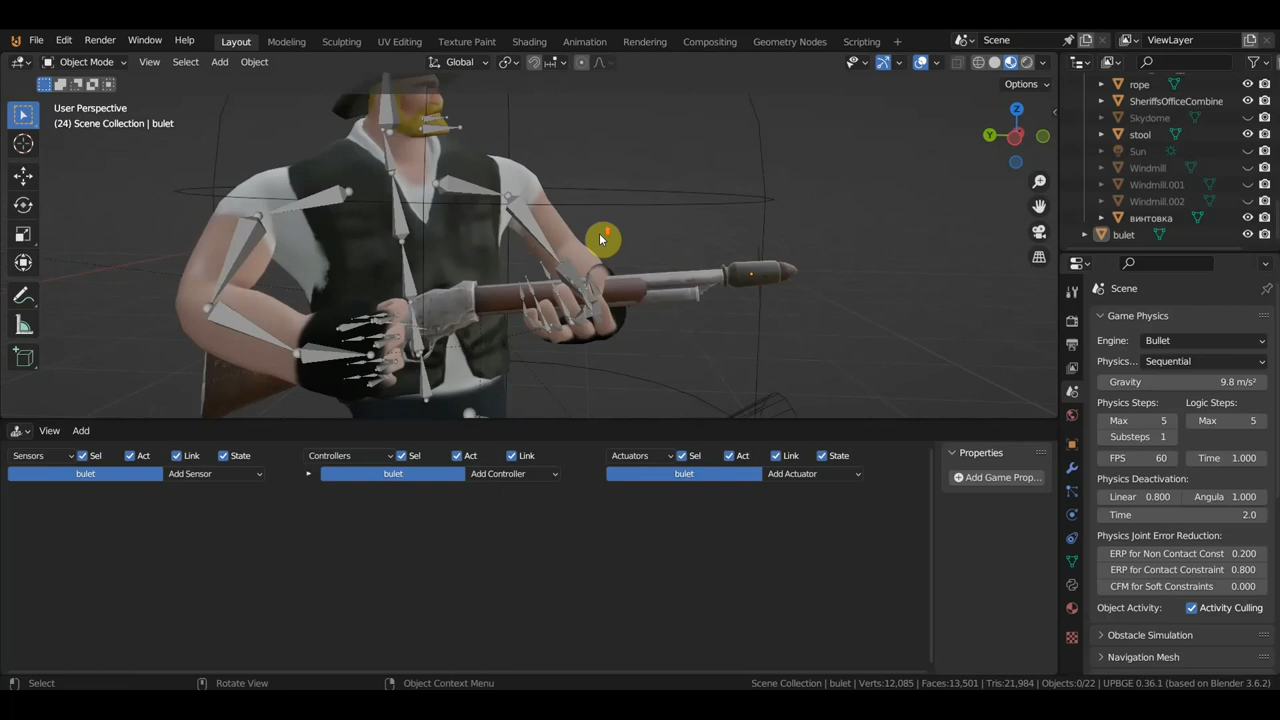 File Edit Render Window Help Layout Modeling Sculpting UV Editing Texture Paint Shading Animation Rendering Compositing Geometry Nodes Scripting + Scene ViewLayer
Object Mode View Select Add Object Global
Options
User Perspective
(24) Scene Collection | bulet
Z
Y
rope
SheriffsOfficeCombine
Skydome
stool
Sun
Windmill
Windmill.001
Windmill.002
винтовка
bulet
Scene
Game Physics
Engine: Bullet
Physics... Sequential
Gravity 9.8 m/s²
Physics Steps: Logic Steps:
Max 5 Max 5
Substeps 1
FPS 60 Time 1.000
Physics Deactivation:
Linear 0.800 Angula 1.000
Time 2.0
Physics Joint Error Reduction:
ERP for Non Contact Const 0.200
ERP for Contact Constraint 0.800
CFM for Soft Constraints 0.000
Object Activity: Activity Culling
Obstacle Simulation
Navigation Mesh
View Add
Sensors Sel Act Link State Controllers Sel Act Link Actuators Sel Act Link State
bulet Add Sensor bulet Add Controller bulet Add Actuator
Properties
Add Game Prop...
Select Rotate View Object Context Menu Scene Collection | bulet | Verts:12,085 | Faces:13,501 | Tris:21,984 | Objects:0/22 | UPBGE 0.36.1 (based on Blender 3.6.2)